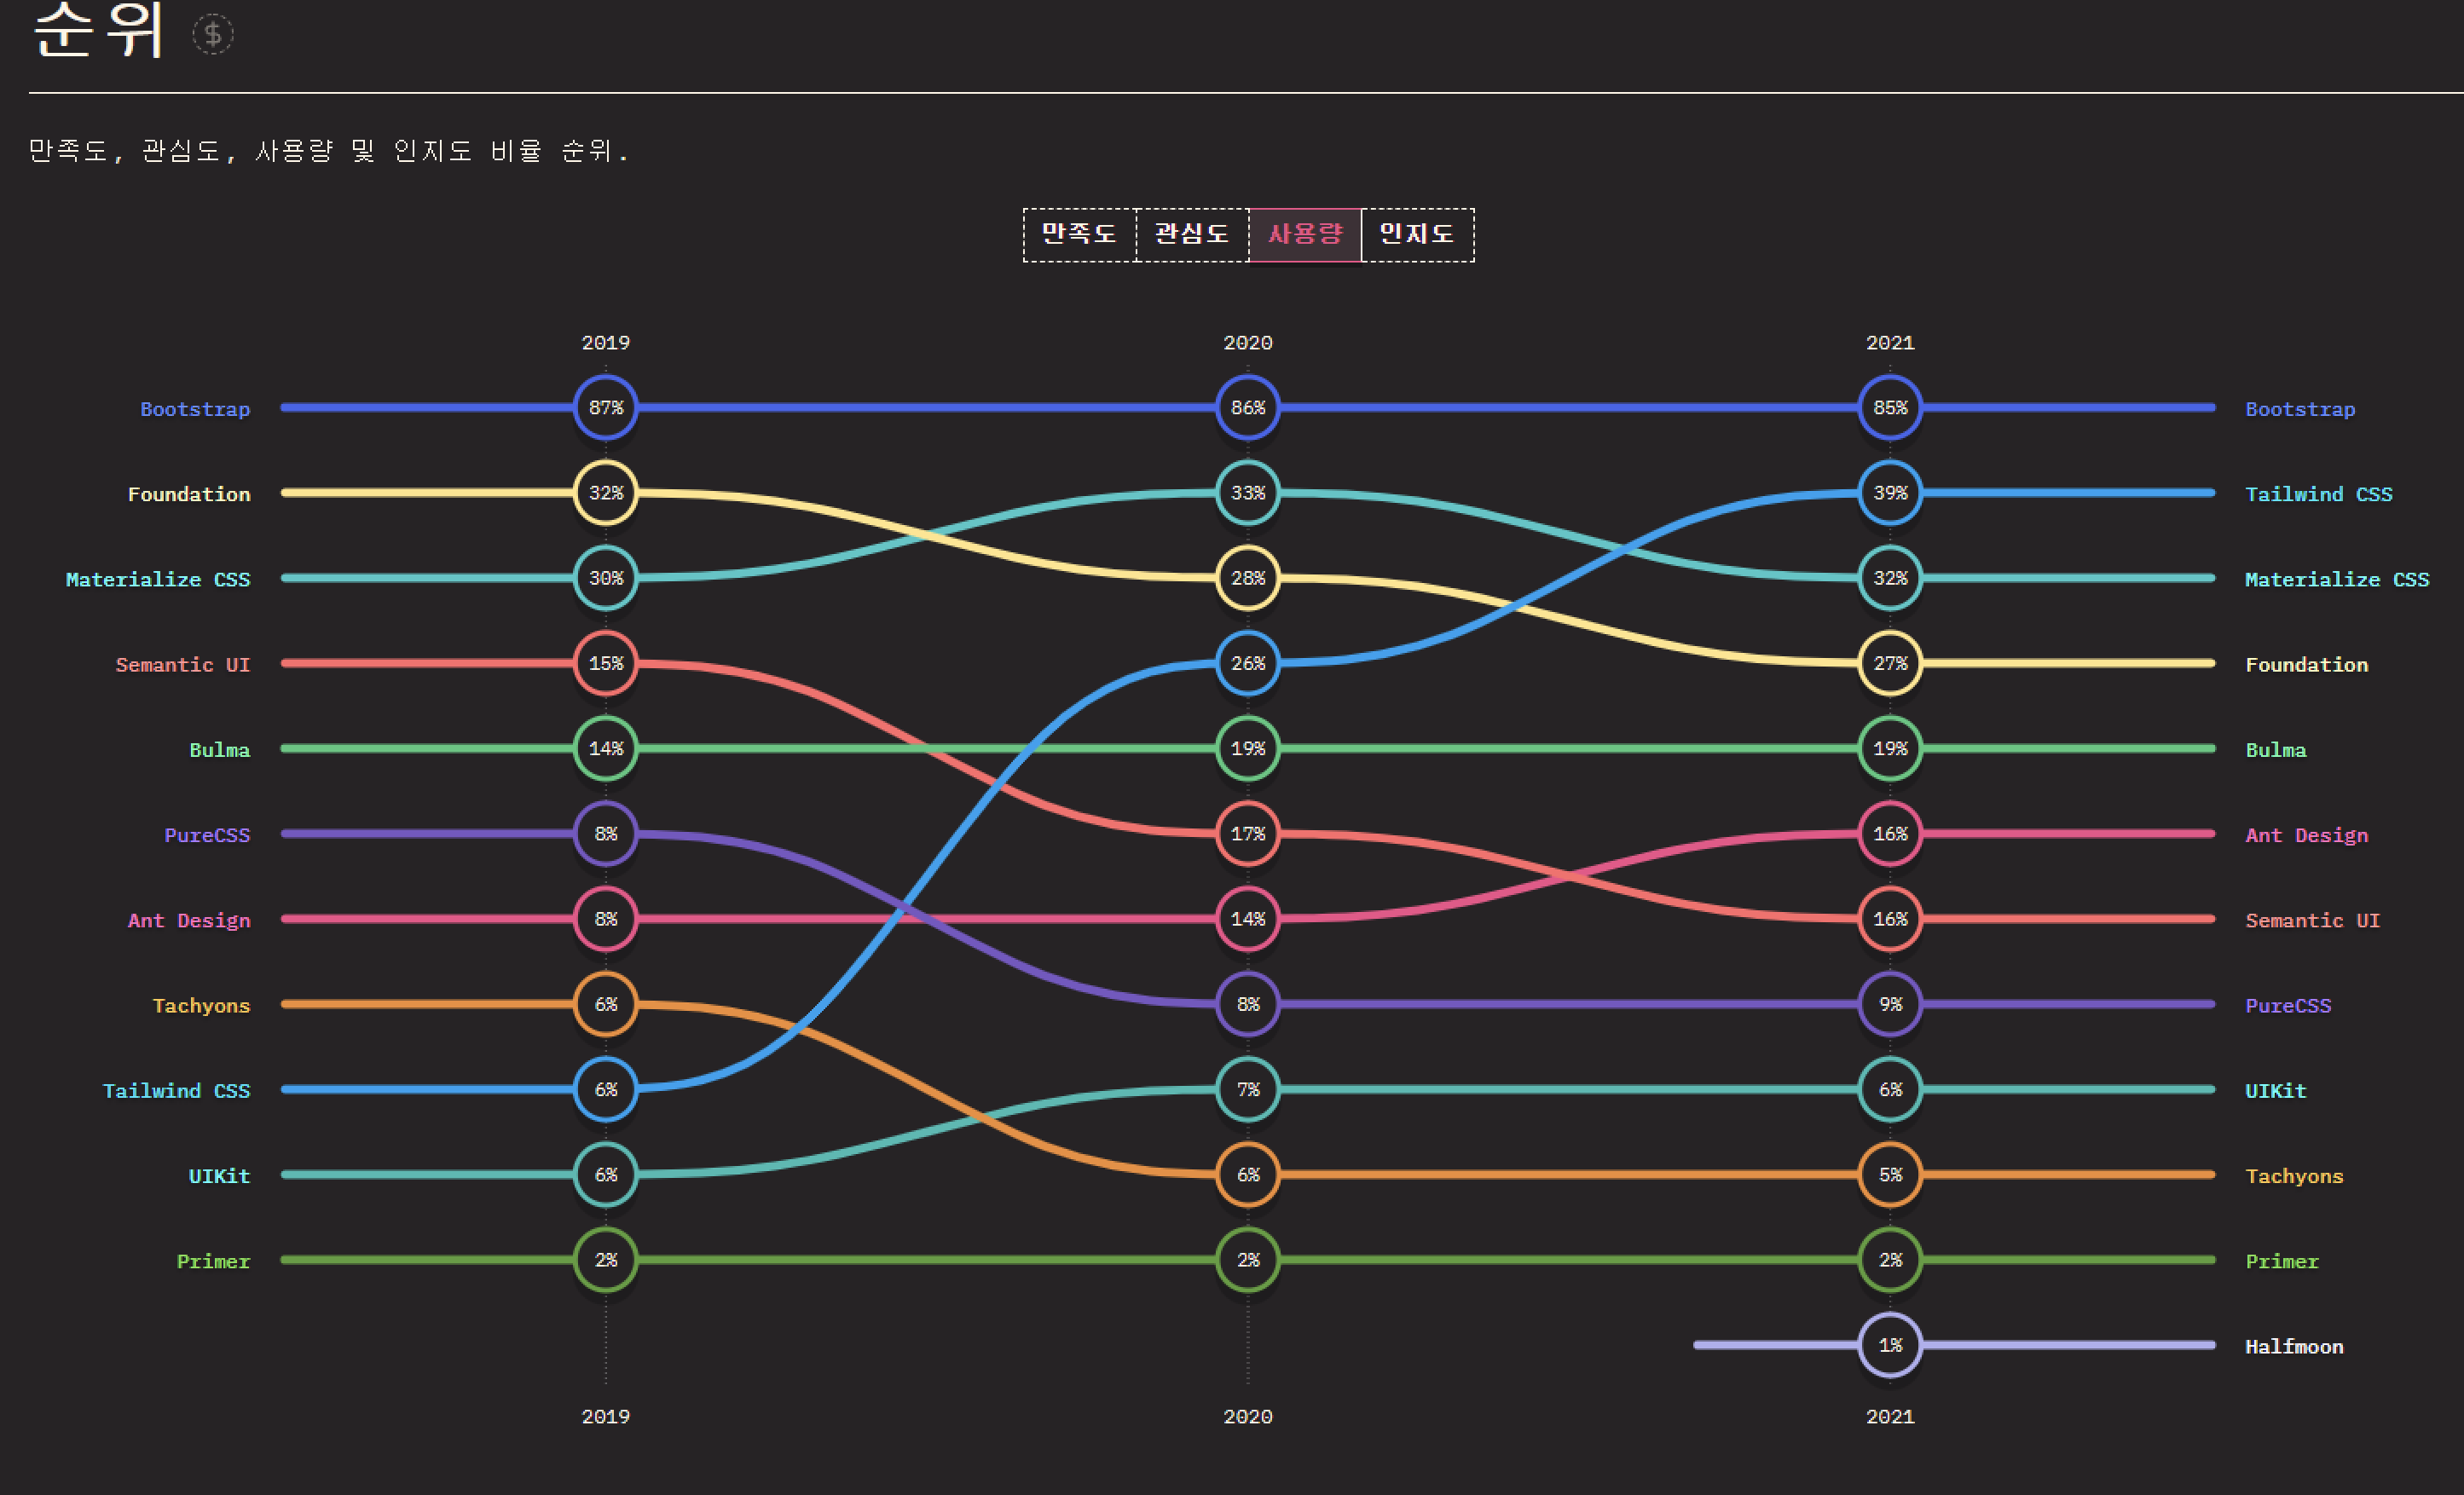 순위 $
만족도, 관심도, 사용량 및 인지도 비율 순위.
만족도 관심도 사용량 인지도
2019 2020 2021
Bootstrap 87% 86% 85% Bootstrap
Foundation 32% 33% 39% Tailwind CSS
Materialize CSS 30% 28% 32% Materialize CSS
Semantic UI 15% 26% 27% Foundation
Bulma 14% 19% 19% Bulma
PureCSS 8% 17% 16% Ant Design
Ant Design 8% 14% 16% Semantic UI
Tachyons 6% 8% 9% PureCSS
Tailwind CSS 6% 7% 6% UIKit
UIKit 6% 6% 5% Tachyons
Primer 2% 2% 2% Primer
1% Halfmoon
2019 2020 2021